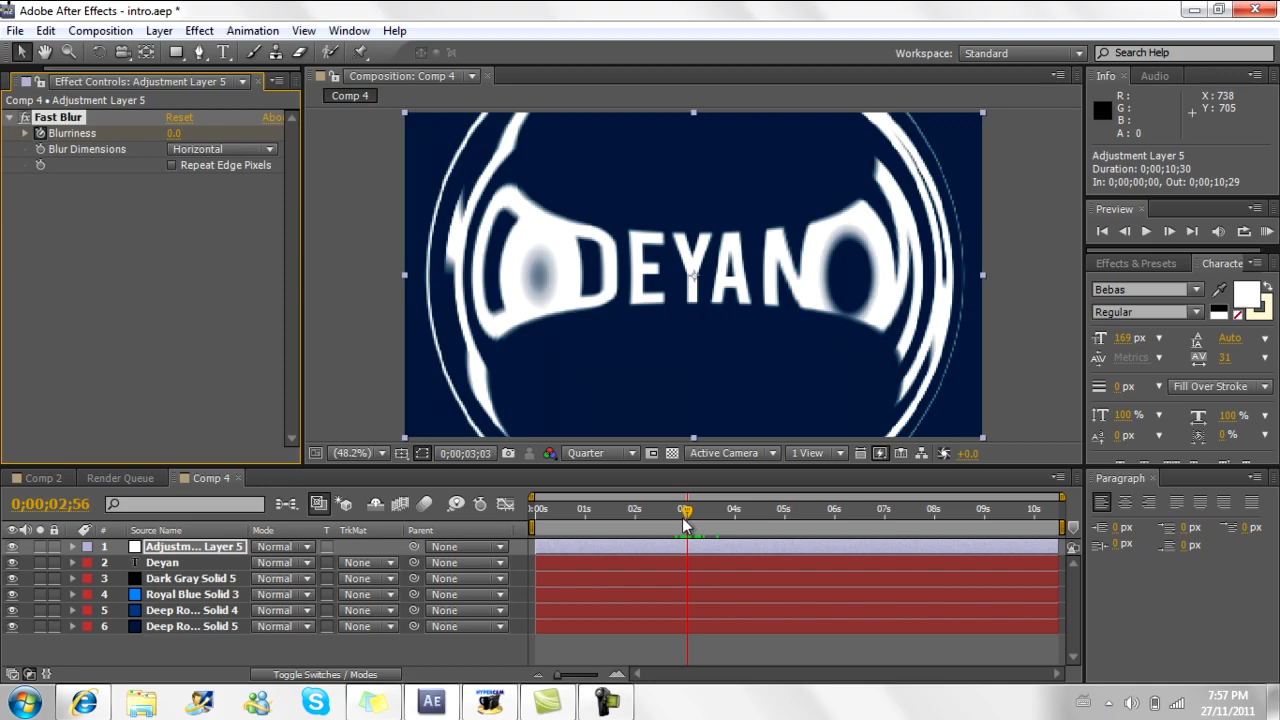 Adobe After Effects - intro.aep *
File Edit Composition Layer Effect Animation View Window Help
Workspace: Standard Search Help
Effect Controls: Adjustment Layer 5
Comp 4 • Adjustment Layer 5
Fast Blur Reset Abo
Blurriness 0.0
Blur Dimensions Horizontal
Repeat Edge Pixels
Composition: Comp 4
Comp 4
DEYAN
(48.2%) 0;00;03;03 Quarter Active Camera 1 View +0.0
Info Audio
R : X : 738
G : Y : 705
B :
A : 0
Adjustment Layer 5
Duration: 0;00;10;30
In: 0;00;00;00, Out: 0;00;10;29
Preview
Effects & Presets Characte
Bebas
Regular
169 px Auto
Metrics 31
0 px Fill Over Stroke
100 % 100 %
0 px 0 %
Paragraph
0 px 0 px 0 px
0 px 0 px
Comp 2 Render Queue Comp 4
0;00;02;56
0:00s 01s 02s 03s 04s 05s 06s 07s 08s 09s 10s
# Source Name Mode T TrkMat Parent
1 Adjustm... Layer 5 Normal None
2 T Deyan Normal None None
3 Dark Gray Solid 5 Normal None None
4 Royal Blue Solid 3 Normal None None
5 Deep Ro... Solid 4 Normal None None
6 Deep Ro... Solid 5 Normal None None
Toggle Switches / Modes
Ae HYPERCAM
7:57 PM
27/11/2011